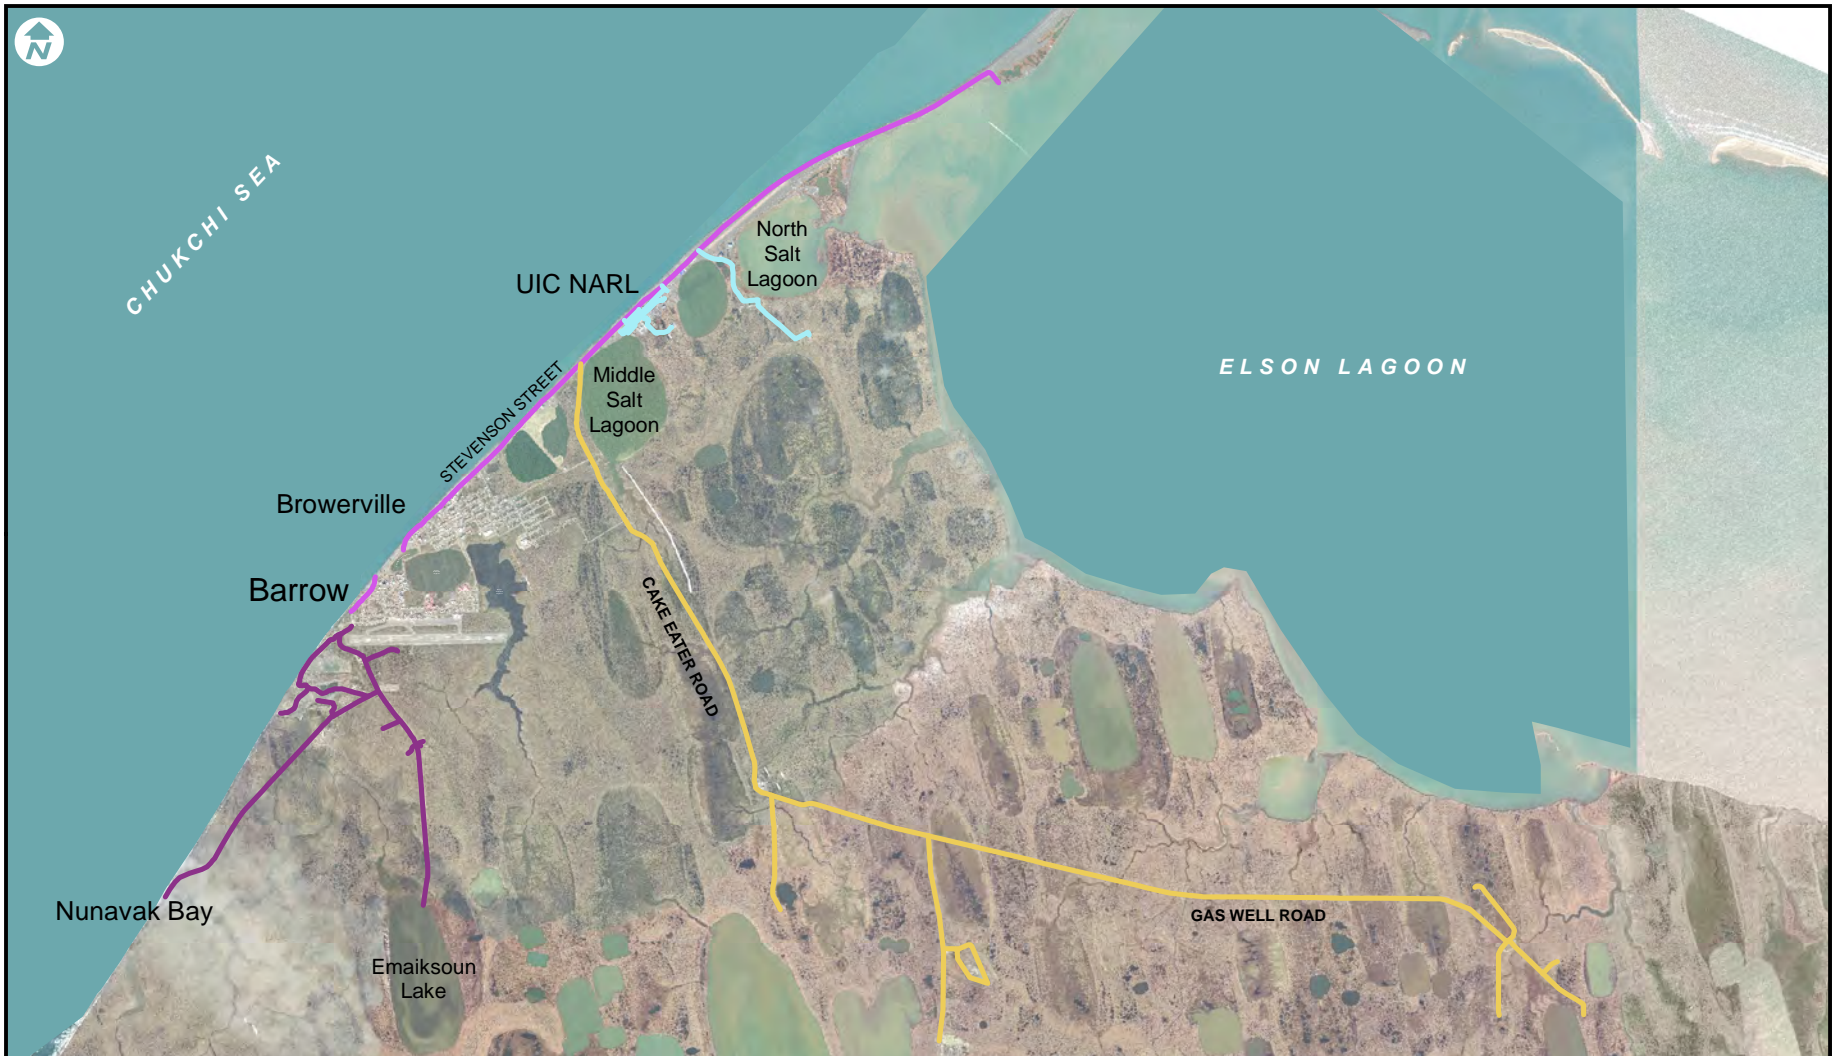 N
CHUKCHI SEA
North
Salt
Lagoon
UIC NARL
ELSON LAGOON
Middle
Salt
Lagoon
STEVENSON STREET
Browerville
Barrow
CAKE EATER ROAD
Nunavak Bay
GAS WELL ROAD
Emaiksoun
Lake